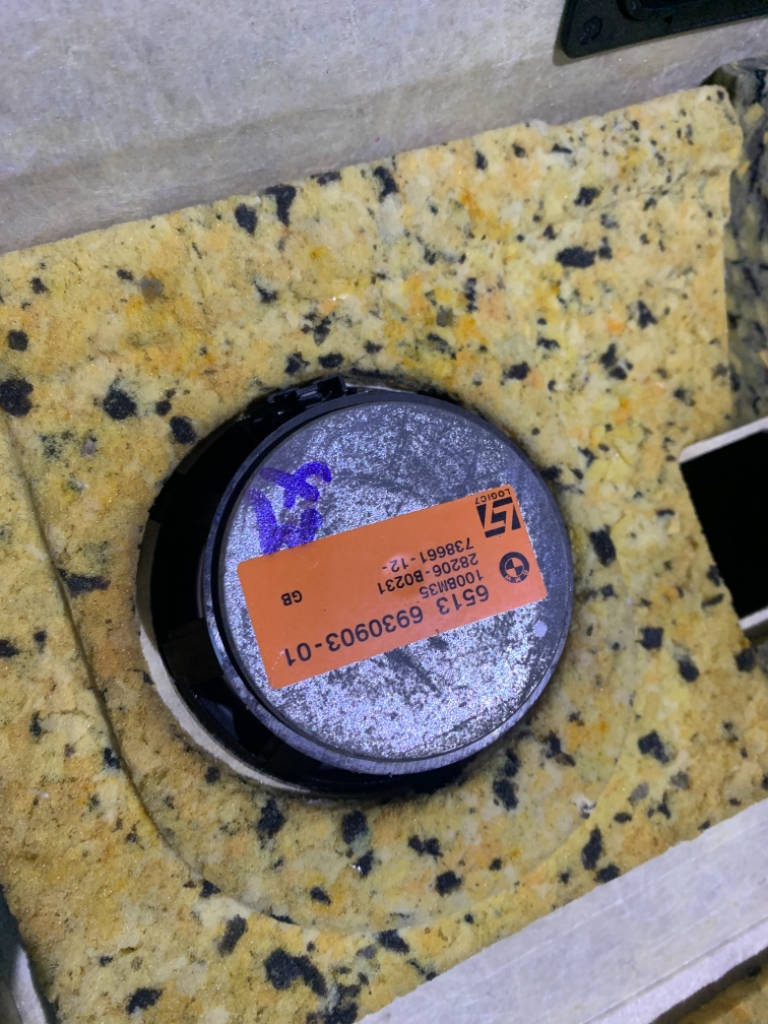 6513 6930903-01
100BM35
28206-B0231
738661-12-
GB
LOGIC7